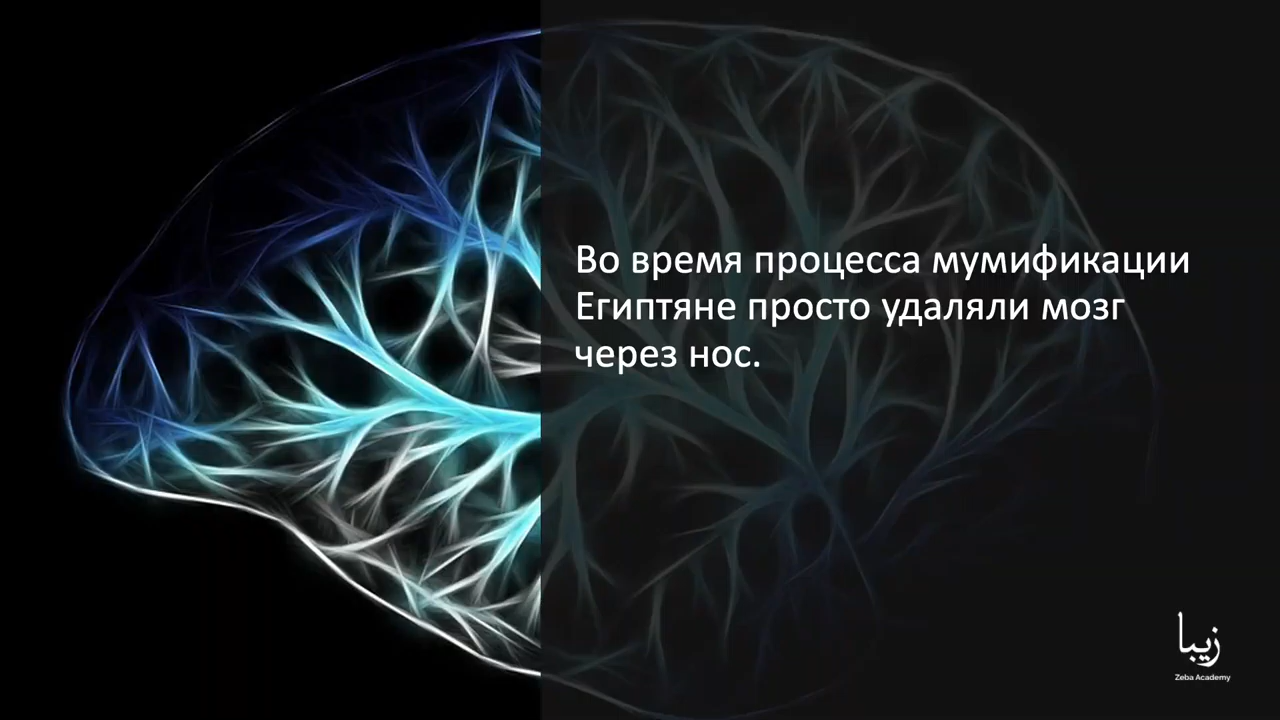 Во время процесса мумификации
Египтяне просто удаляли мозг
через нос.
زيبا
Zeba Academy